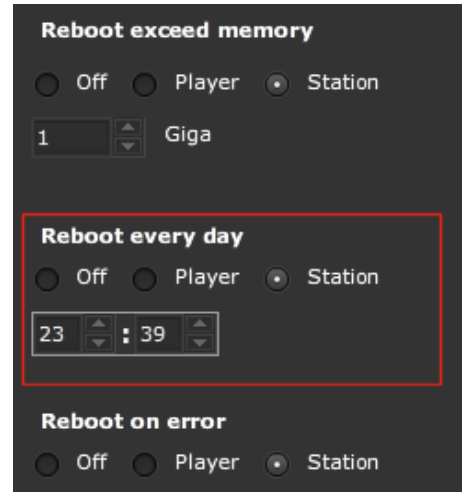 Reboot exceed memory
Off Player Station
1 Giga
Reboot every day
Off Player Station
23 : 39
Reboot on error
Off Player Station